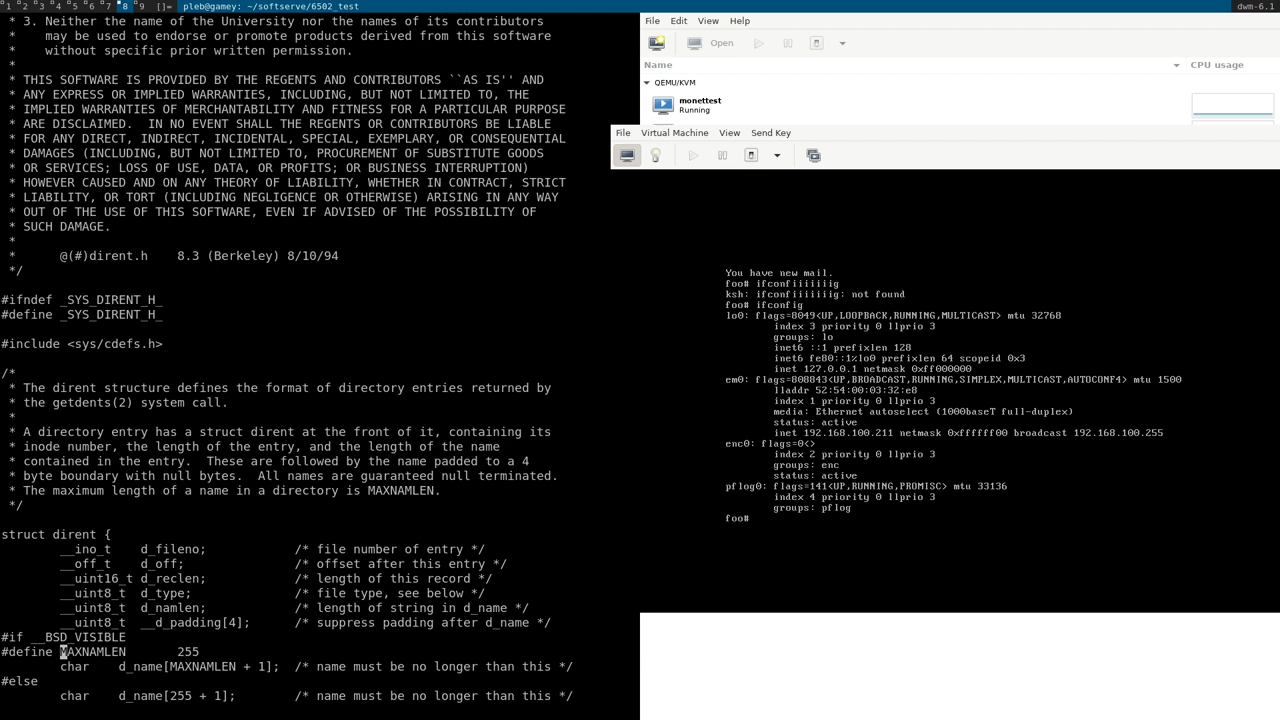 1 2 3 4 5 6 7 8 9 []= pleb@gamey: ~/softserve/6502_test dwm-6.1
* 3. Neither the name of the University nor the names of its contributors
*    may be used to endorse or promote products derived from this software
*    without specific prior written permission.
*
* THIS SOFTWARE IS PROVIDED BY THE REGENTS AND CONTRIBUTORS ``AS IS'' AND
* ANY EXPRESS OR IMPLIED WARRANTIES, INCLUDING, BUT NOT LIMITED TO, THE
* IMPLIED WARRANTIES OF MERCHANTABILITY AND FITNESS FOR A PARTICULAR PURPOSE
* ARE DISCLAIMED.  IN NO EVENT SHALL THE REGENTS OR CONTRIBUTORS BE LIABLE
* FOR ANY DIRECT, INDIRECT, INCIDENTAL, SPECIAL, EXEMPLARY, OR CONSEQUENTIAL
* DAMAGES (INCLUDING, BUT NOT LIMITED TO, PROCUREMENT OF SUBSTITUTE GOODS
* OR SERVICES; LOSS OF USE, DATA, OR PROFITS; OR BUSINESS INTERRUPTION)
* HOWEVER CAUSED AND ON ANY THEORY OF LIABILITY, WHETHER IN CONTRACT, STRICT
* LIABILITY, OR TORT (INCLUDING NEGLIGENCE OR OTHERWISE) ARISING IN ANY WAY
* OUT OF THE USE OF THIS SOFTWARE, EVEN IF ADVISED OF THE POSSIBILITY OF
* SUCH DAMAGE.
*
*      @(#)dirent.h    8.3 (Berkeley) 8/10/94
*/
#ifndef _SYS_DIRENT_H_
#define _SYS_DIRENT_H_
#include <sys/cdefs.h>
/*
* The dirent structure defines the format of directory entries returned by
* the getdents(2) system call.
*
* A directory entry has a struct dirent at the front of it, containing its
* inode number, the length of the entry, and the length of the name
* contained in the entry.  These are followed by the name padded to a 4
* byte boundary with null bytes.  All names are guaranteed null terminated.
* The maximum length of a name in a directory is MAXNAMLEN.
*/
struct dirent {
__ino_t    d_fileno;            /* file number of entry */
__off_t    d_off;               /* offset after this entry */
__uint16_t d_reclen;            /* length of this record */
__uint8_t  d_type;              /* file type, see below */
__uint8_t  d_namlen;            /* length of string in d_name */
__uint8_t  __d_padding[4];      /* suppress padding after d_name */
#if __BSD_VISIBLE
#define MAXNAMLEN       255
char    d_name[MAXNAMLEN + 1];  /* name must be no longer than this */
#else
char    d_name[255 + 1];        /* name must be no longer than this */
File Edit View Help
Open
Name CPU usage
QEMU/KVM
monettest
Running
File Virtual Machine View Send Key
You have new mail.
foo# ifconfiiiiiiig
ksh: ifconfiiiiiiig: not found
foo# ifconfig
lo0: flags=8049<UP,LOOPBACK,RUNNING,MULTICAST> mtu 32768
index 3 priority 0 llprio 3
groups: lo
inet6 ::1 prefixlen 128
inet6 fe80::1%lo0 prefixlen 64 scopeid 0x3
inet 127.0.0.1 netmask 0xff000000
em0: flags=808843<UP,BROADCAST,RUNNING,SIMPLEX,MULTICAST,AUTOCONF4> mtu 1500
lladdr 52:54:00:03:32:e8
index 1 priority 0 llprio 3
media: Ethernet autoselect (1000baseT full-duplex)
status: active
inet 192.168.100.211 netmask 0xffffff00 broadcast 192.168.100.255
enc0: flags=0<>
index 2 priority 0 llprio 3
groups: enc
status: active
pflog0: flags=141<UP,RUNNING,PROMISC> mtu 33136
index 4 priority 0 llprio 3
groups: pflog
foo#